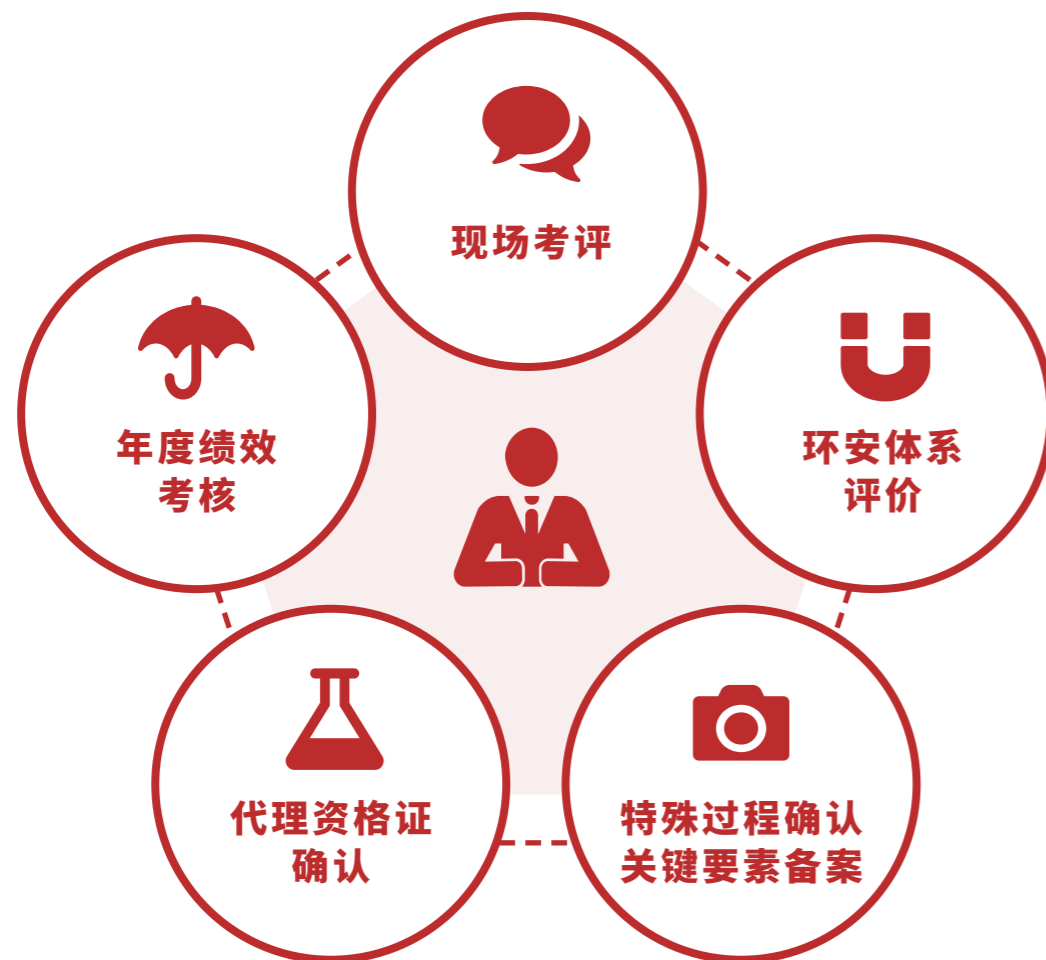 现场考评
年度绩效
考核
环安体系
评价
代理资格证
确认
特殊过程确认
关键要素备案